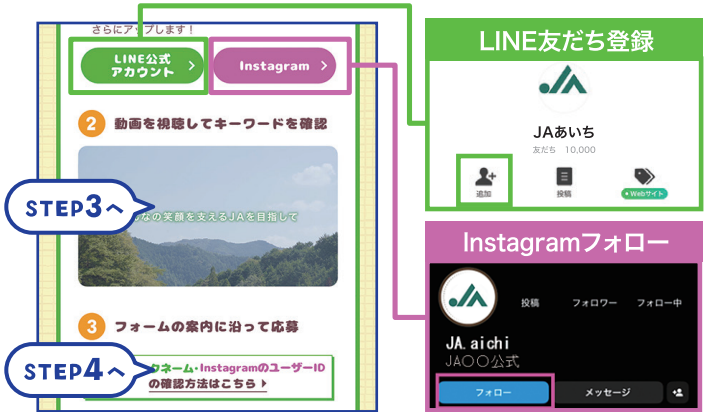 さらにアップします！
LINE公式
アカウント
Instagram
2 動画を視聴してキーワードを確認
STEP3へ
なの笑顔を支えるJAを目指して
3 フォームの案内に沿って応募
STEP4へ
クネーム・InstagramのユーザーID
の確認方法はこちら
LINE友だち登録
JAあいち
友だち 10,000
追加
投稿
Webサイト
Instagramフォロー
投稿 フォロワー フォロー中
JA.aichi
JA〇〇公式
フォロー
メッセージ